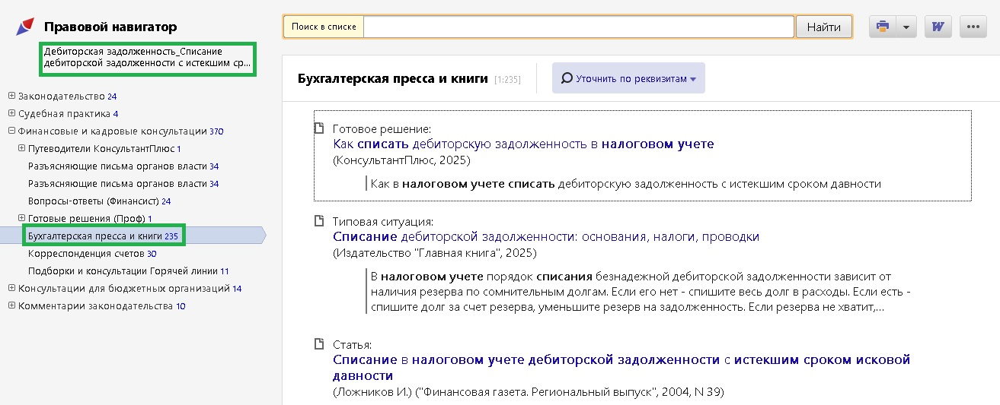 Правовой навигатор
Дебиторская задолженность_Списание
дебиторской задолженности с истекшим ср...
Законодательство 24
Судебная практика 4
Финансовые и кадровые консультации 370
Путеводители КонсультантПлюс 1
Разъясняющие письма органов власти 34
Разъясняющие письма органов власти 34
Вопросы-ответы (Финансист) 24
Готовые решения (Проф) 1
Бухгалтерская пресса и книги 235
Корреспонденция счетов 30
Подборки и консультации Горячей линии 11
Консультации для бюджетных организаций 14
Комментарии законодательства 10
Поиск в списке
Найти
Бухгалтерская пресса и книги [1:235]
Уточнить по реквизитам
Готовое решение:
Как списать дебиторскую задолженность в налоговом учете
(КонсультантПлюс, 2025)
Как в налоговом учете списать дебиторскую задолженность с истекшим сроком давности
Типовая ситуация:
Списание дебиторской задолженности: основания, налоги, проводки
(Издательство "Главная книга", 2025)
В налоговом учете порядок списания безнадежной дебиторской задолженности зависит от
наличия резерва по сомнительным долгам. Если его нет - спишите весь долг в расходы. Если есть -
спишите долг за счет резерва, уменьшите резерв на задолженность. Если резерва не хватит,...
Статья:
Списание в налоговом учете дебиторской задолженности с истекшим сроком исковой
давности
(Ложников И.) ("Финансовая газета. Региональный выпуск", 2004, N 39)